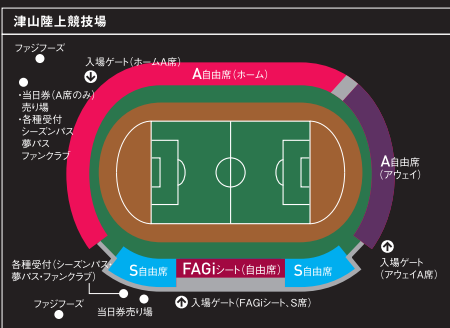 津山陸上競技場
ファジフーズ
入場ゲート(ホームA席)
A自由席(ホーム)
・当日券(A席のみ)
売り場
・各種受付
シーズンパス
夢パス
ファンクラブ
A自由席
(アウェイ)
入場ゲート
(アウェイA席)
S自由席
FAGiシート(自由席)
S自由席
各種受付(シーズンパス・
夢パス・ファンクラブ)
ファジフーズ
当日券売り場
入場ゲート(FAGiシート、S席)